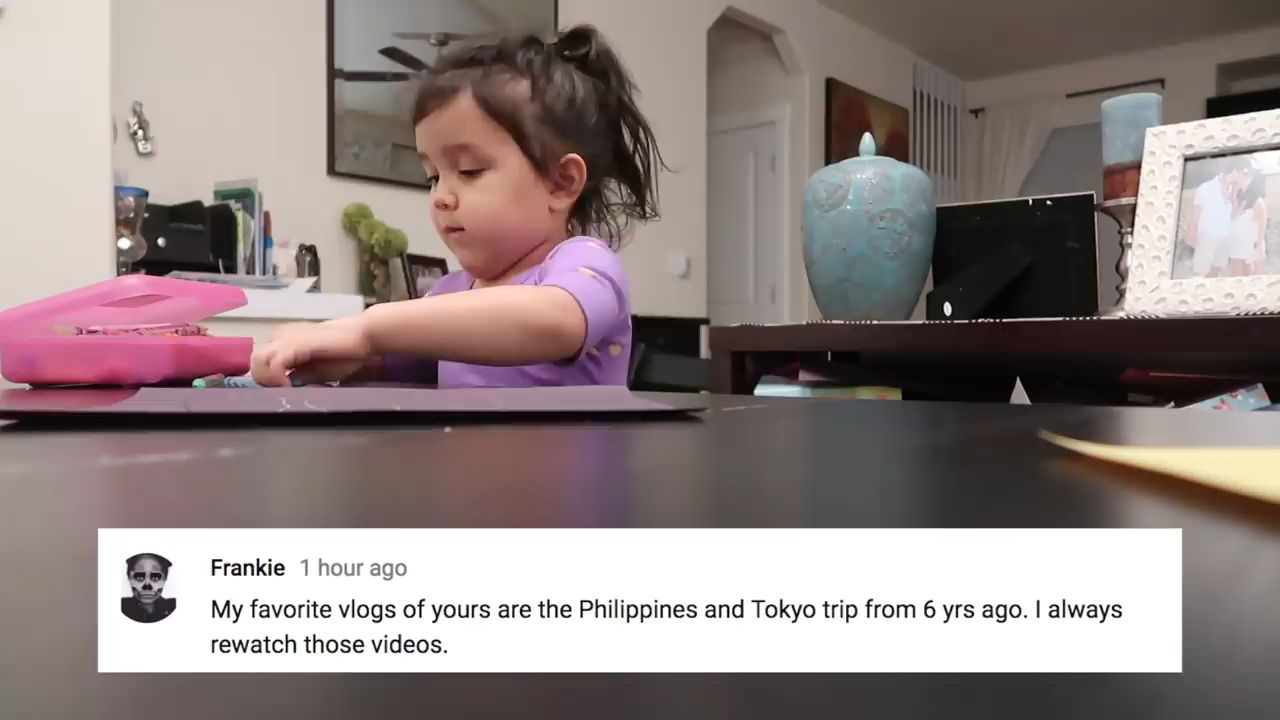 Frankie 1 hour ago
My favorite vlogs of yours are the Philippines and Tokyo trip from 6 yrs ago. I always
rewatch those videos.